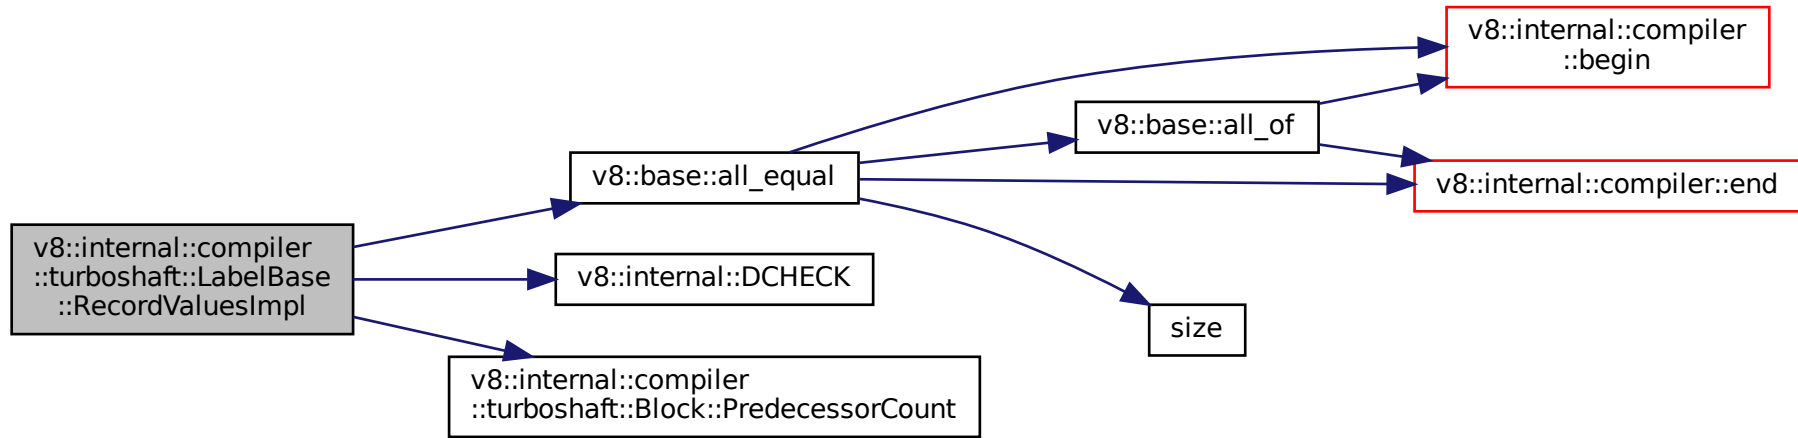 v8::internal::compiler
::turboshaft::LabelBase
::RecordValuesImpl
v8::base::all_equal
v8::internal::compiler
::begin
v8::base::all_of
v8::internal::compiler::end
size
v8::internal::DCHECK
v8::internal::compiler
::turboshaft::Block::PredecessorCount